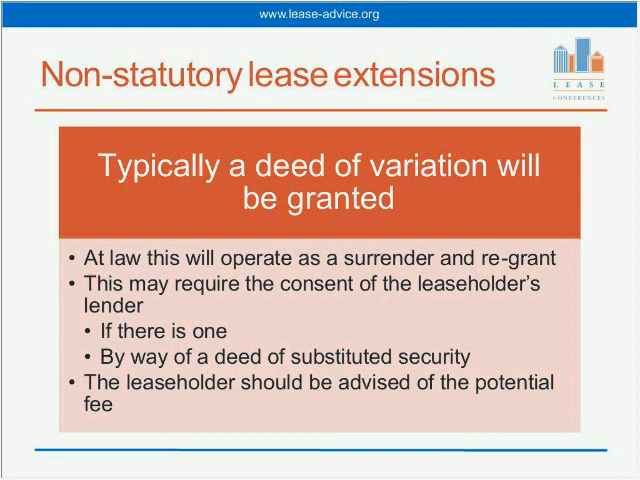 www.lease-advice.org
Non-statutory lease extensions
L E A S E
CONFERENCES
Typically a deed of variation will
be granted
• At law this will operate as a surrender and re-grant
• This may require the consent of the leaseholder's
lender
• If there is one
• By way of a deed of substituted security
• The leaseholder should be advised of the potential
fee